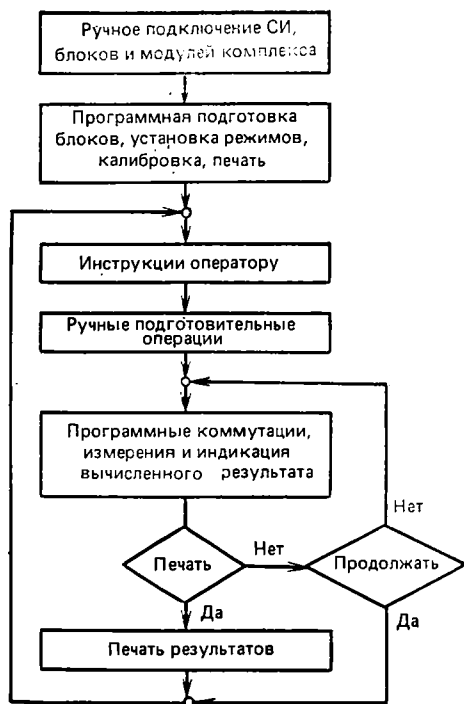 Ручное подключение СИ,
блоков и модулей комплекса
Программная подготовка
блоков, установка режимов,
калибровка, печать
Инструкции оператору
Ручные подготовительные
операции
Программные коммутации,
измерения и индикация
вычисленного результата
Печать
Нет
Продолжать
Нет
Да
Да
Печать результатов